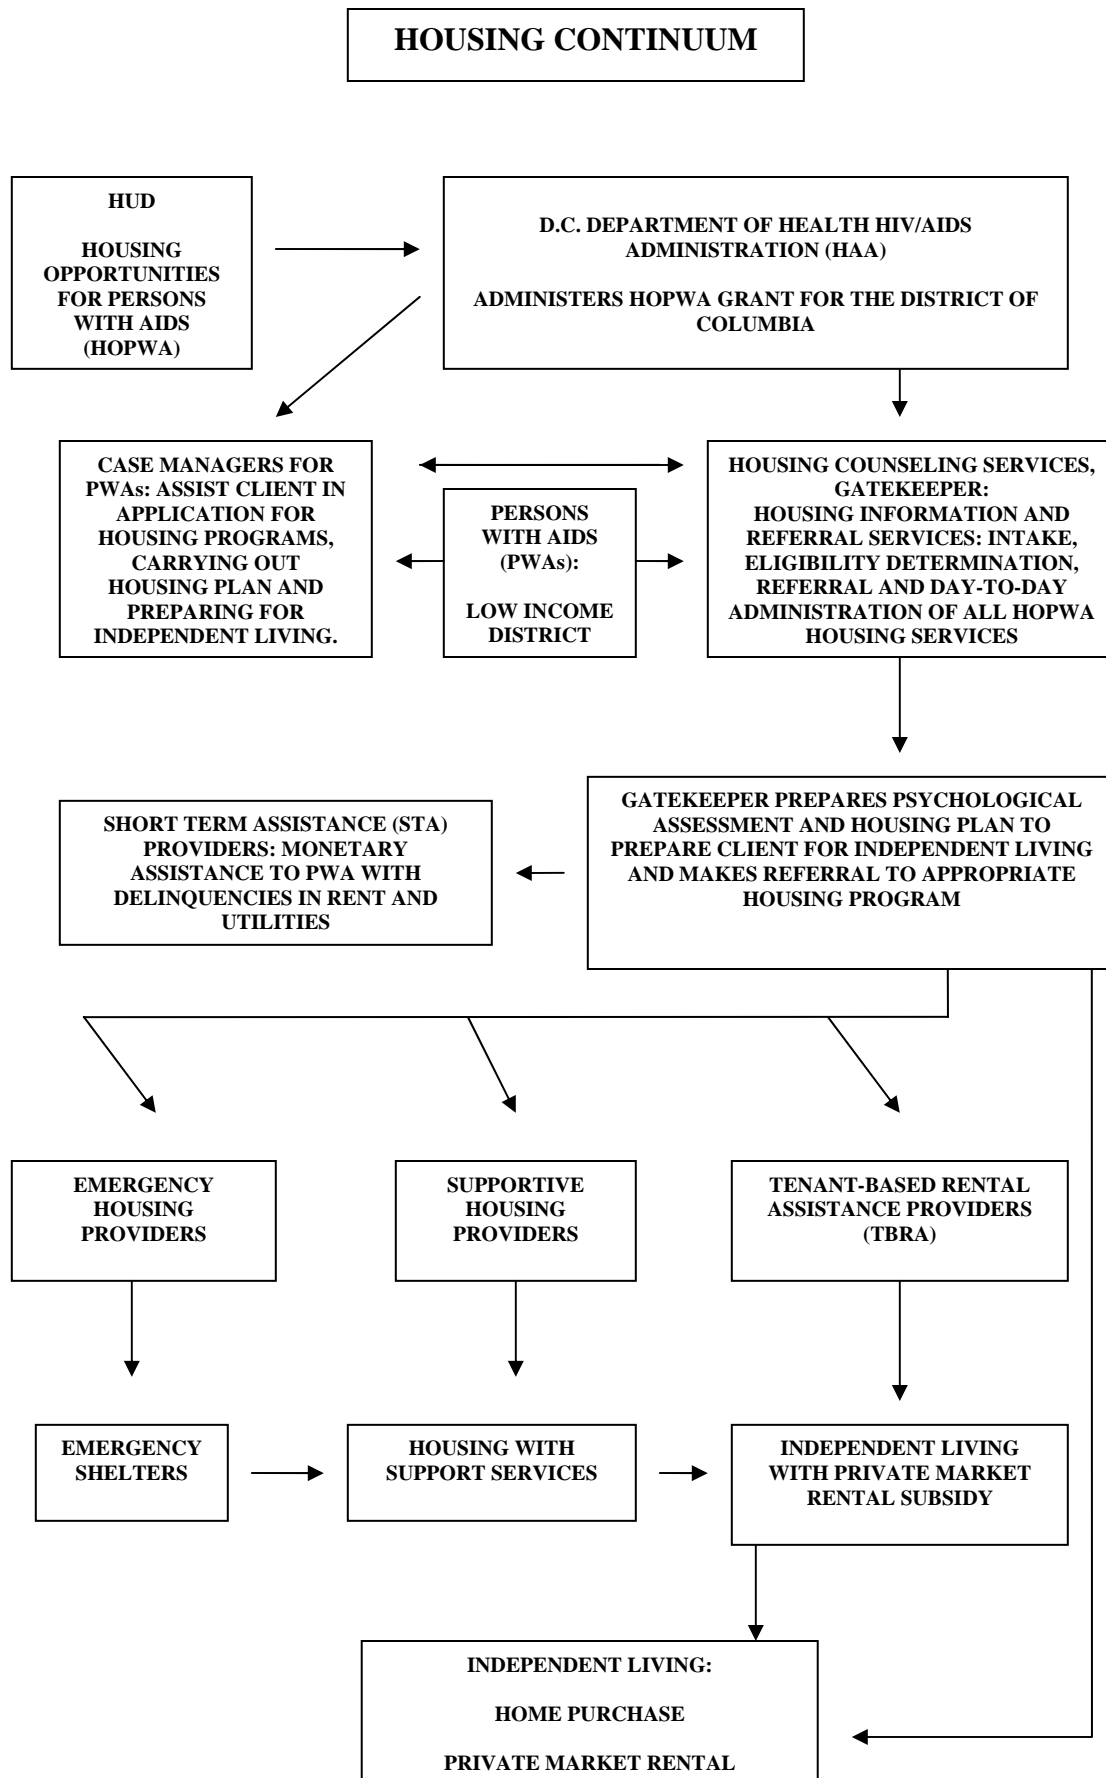 HOUSING CONTINUUM
HUD
HOUSING
OPPORTUNITIES
FOR PERSONS
WITH AIDS
(HOPWA)
D.C. DEPARTMENT OF HEALTH HIV/AIDS
ADMINISTRATION (HAA)
ADMINISTERS HOPWA GRANT FOR THE DISTRICT OF
COLUMBIA
CASE MANAGERS FOR
PWAs: ASSIST CLIENT IN
APPLICATION FOR
HOUSING PROGRAMS,
CARRYING OUT
HOUSING PLAN AND
PREPARING FOR
INDEPENDENT LIVING.
PERSONS
WITH AIDS
(PWAs):
LOW INCOME
DISTRICT
HOUSING COUNSELING SERVICES,
GATEKEEPER:
HOUSING INFORMATION AND
REFERRAL SERVICES: INTAKE,
ELIGIBILITY DETERMINATION,
REFERRAL AND DAY-TO-DAY
ADMINISTRATION OF ALL HOPWA
HOUSING SERVICES
SHORT TERM ASSISTANCE (STA)
PROVIDERS: MONETARY
ASSISTANCE TO PWA WITH
DELINQUENCIES IN RENT AND
UTILITIES
GATEKEEPER PREPARES PSYCHOLOGICAL
ASSESSMENT AND HOUSING PLAN TO
PREPARE CLIENT FOR INDEPENDENT LIVING
AND MAKES REFERRAL TO APPROPRIATE
HOUSING PROGRAM
EMERGENCY
HOUSING
PROVIDERS
SUPPORTIVE
HOUSING
PROVIDERS
TENANT-BASED RENTAL
ASSISTANCE PROVIDERS
(TBRA)
EMERGENCY
SHELTERS
HOUSING WITH
SUPPORT SERVICES
INDEPENDENT LIVING
WITH PRIVATE MARKET
RENTAL SUBSIDY
INDEPENDENT LIVING:
HOME PURCHASE
PRIVATE MARKET RENTAL